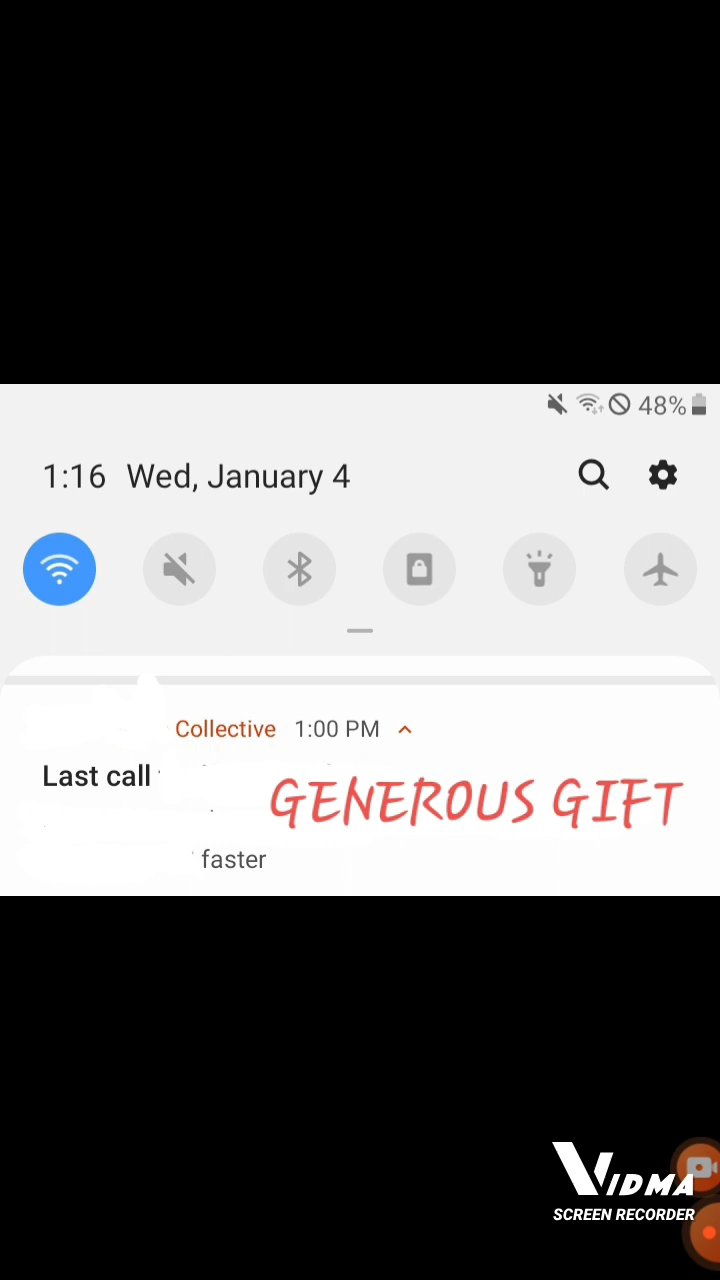 48%
1:16 Wed, January 4
Collective 1:00 PM
Last call
GENEROUS GIFT
faster
VIDMA
SCREEN RECORDER